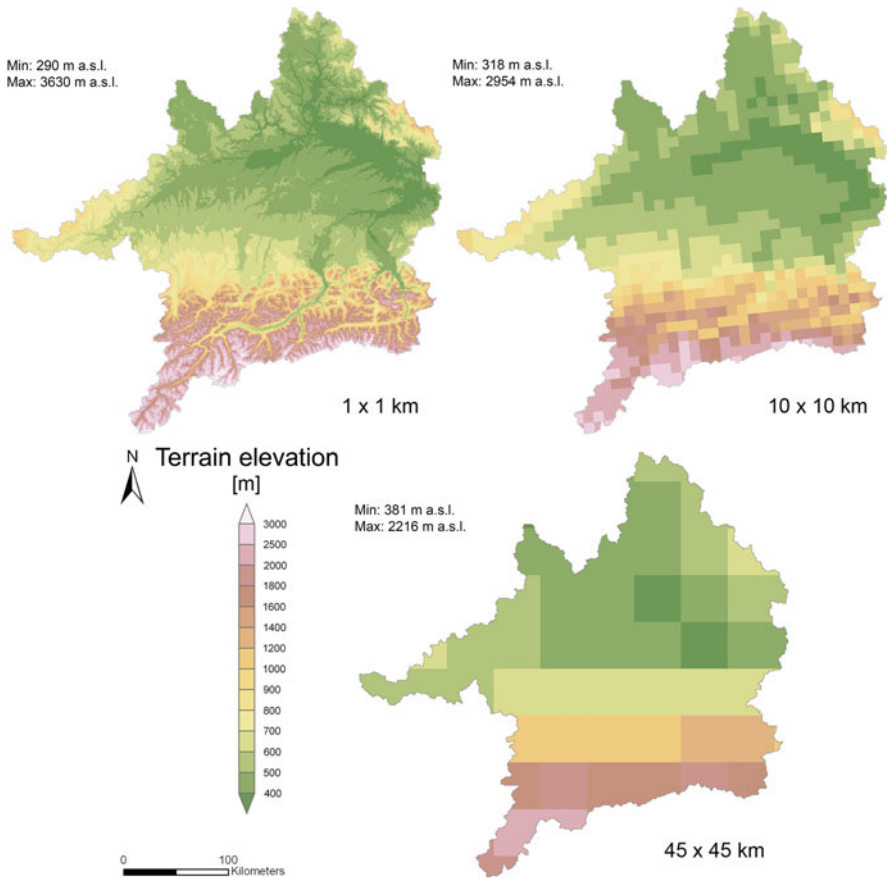 Min: 290 m a.s.l.
Max: 3630 m a.s.l.
Min: 318 m a.s.l.
Max: 2954 m a.s.l.
1 x 1 km
10 x 10 km
N
Terrain elevation
[m]
3000
2500
2000
1800
1600
1400
1000
900
800
700
600
500
400
Min: 381 m a.s.l.
Max: 2216 m a.s.l.
45 x 45 km
0
100
Kilometers